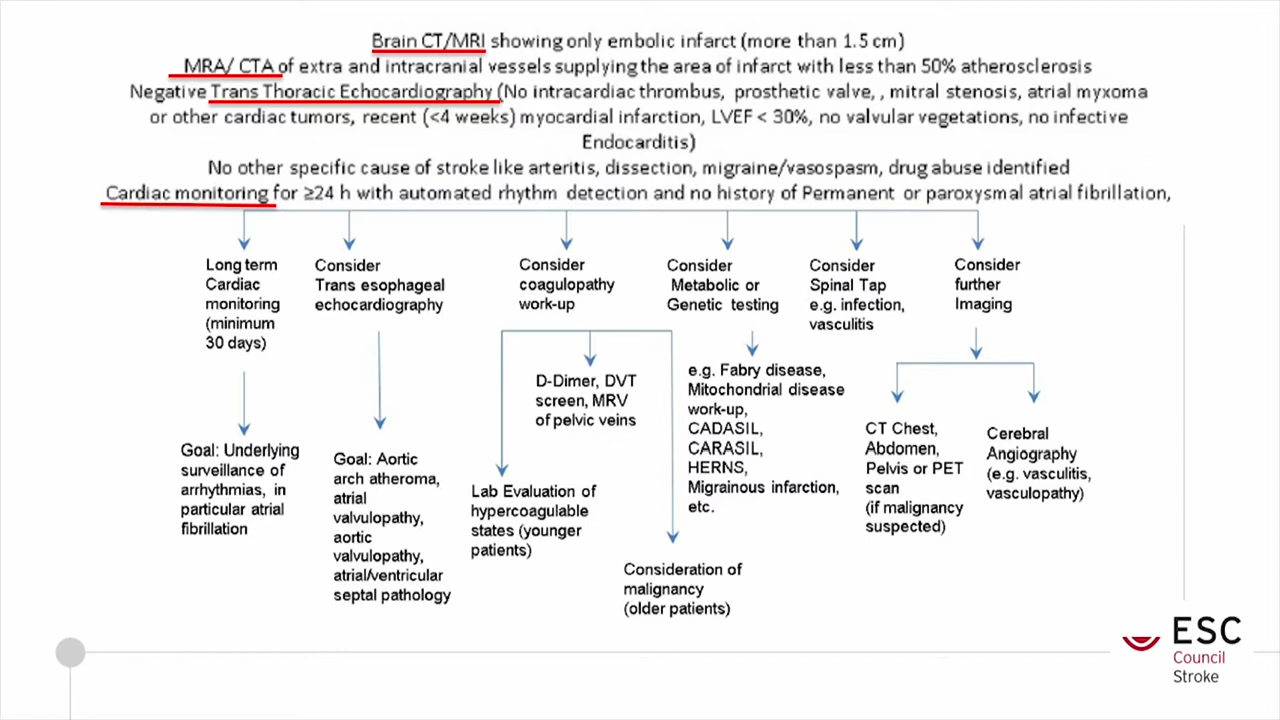 Brain CT/MRI showing only embolic infarct (more than 1.5 cm)
MRA/ CTA of extra and intracranial vessels supplying the area of infarct with less than 50% atherosclerosis
Negative Trans Thoracic Echocardiography (No intracardiac thrombus, prosthetic valve, , mitral stenosis, atrial myxoma
or other cardiac tumors, recent (<4 weeks) myocardial infarction, LVEF < 30%, no valvular vegetations, no infective
Endocarditis)
No other specific cause of stroke like arteritis, dissection, migraine/vasospasm, drug abuse identified
Cardiac monitoring for ≥24 h with automated rhythm detection and no history of Permanent or paroxysmal atrial fibrillation,
Long term
Cardiac
monitoring
(minimum
30 days)
Goal: Underlying
surveillance of
arrhythmias, in
particular atrial
fibrillation
Consider
Trans esophageal
echocardiography
Goal: Aortic
arch atheroma,
atrial
valvulopathy,
aortic
valvulopathy,
atrial/ventricular
septal pathology
Consider
coagulopathy
work-up
Lab Evaluation of
hypercoagulable
states (younger
patients)
D-Dimer, DVT
screen, MRV
of pelvic veins
Consideration of
malignancy
(older patients)
Consider
Metabolic or
Genetic testing
e.g. Fabry disease,
Mitochondrial disease
work-up,
CADASIL,
CARASIL,
HERNS,
Migrainous infarction,
etc.
Consider
Spinal Tap
e.g. infection,
vasculitis
Consider
further
Imaging
CT Chest,
Abdomen,
Pelvis or PET
scan
(if malignancy
suspected)
Cerebral
Angiography
(e.g. vasculitis,
vasculopathy)
ESC
Council
Stroke